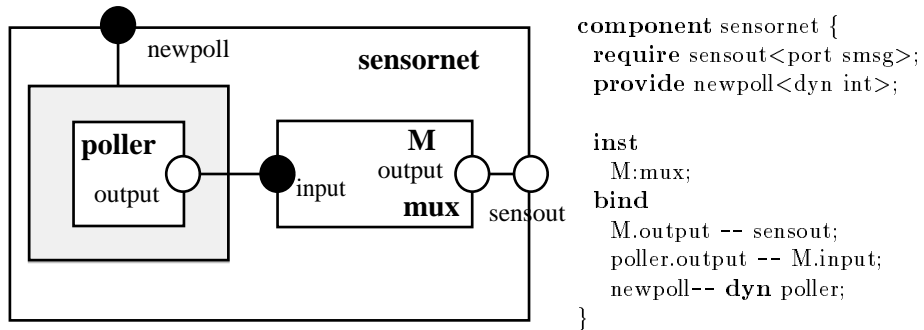 newpoll
sensornet
poller
output
input
M
output
mux
sensout
component sensornet {
require sensout<port smsg>;
provide newpoll<dyn int>;
inst
M:mux;
bind
M.output -- sensout;
poller.output -- M.input;
newpoll-- dyn poller;
}